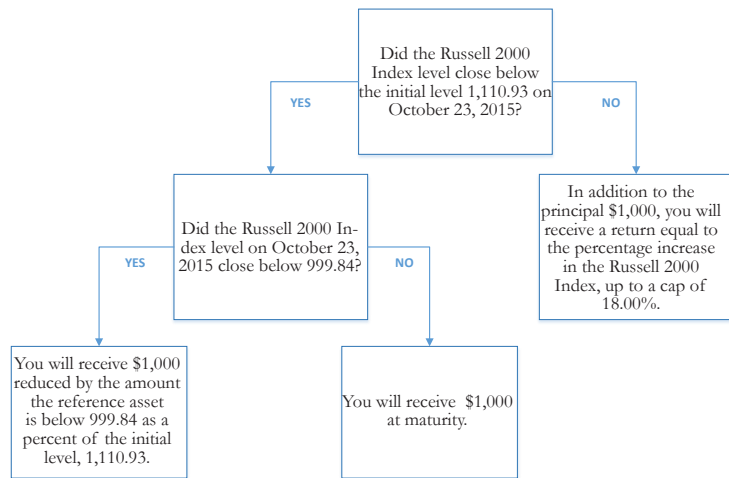 Did the Russell 2000
Index level close below
the initial level 1,110.93 on
October 23, 2015?
YES
NO
Did the Russell 2000 In-
dex level on October 23,
2015 close below 999.84?
In addition to the
principal $1,000, you will
receive a return equal to
the percentage increase
in the Russell 2000
Index, up to a cap of
18.00%.
YES
NO
You will receive $1,000
reduced by the amount
the reference asset
is below 999.84 as a
percent of the initial
level, 1,110.93.
You will receive $1,000
at maturity.